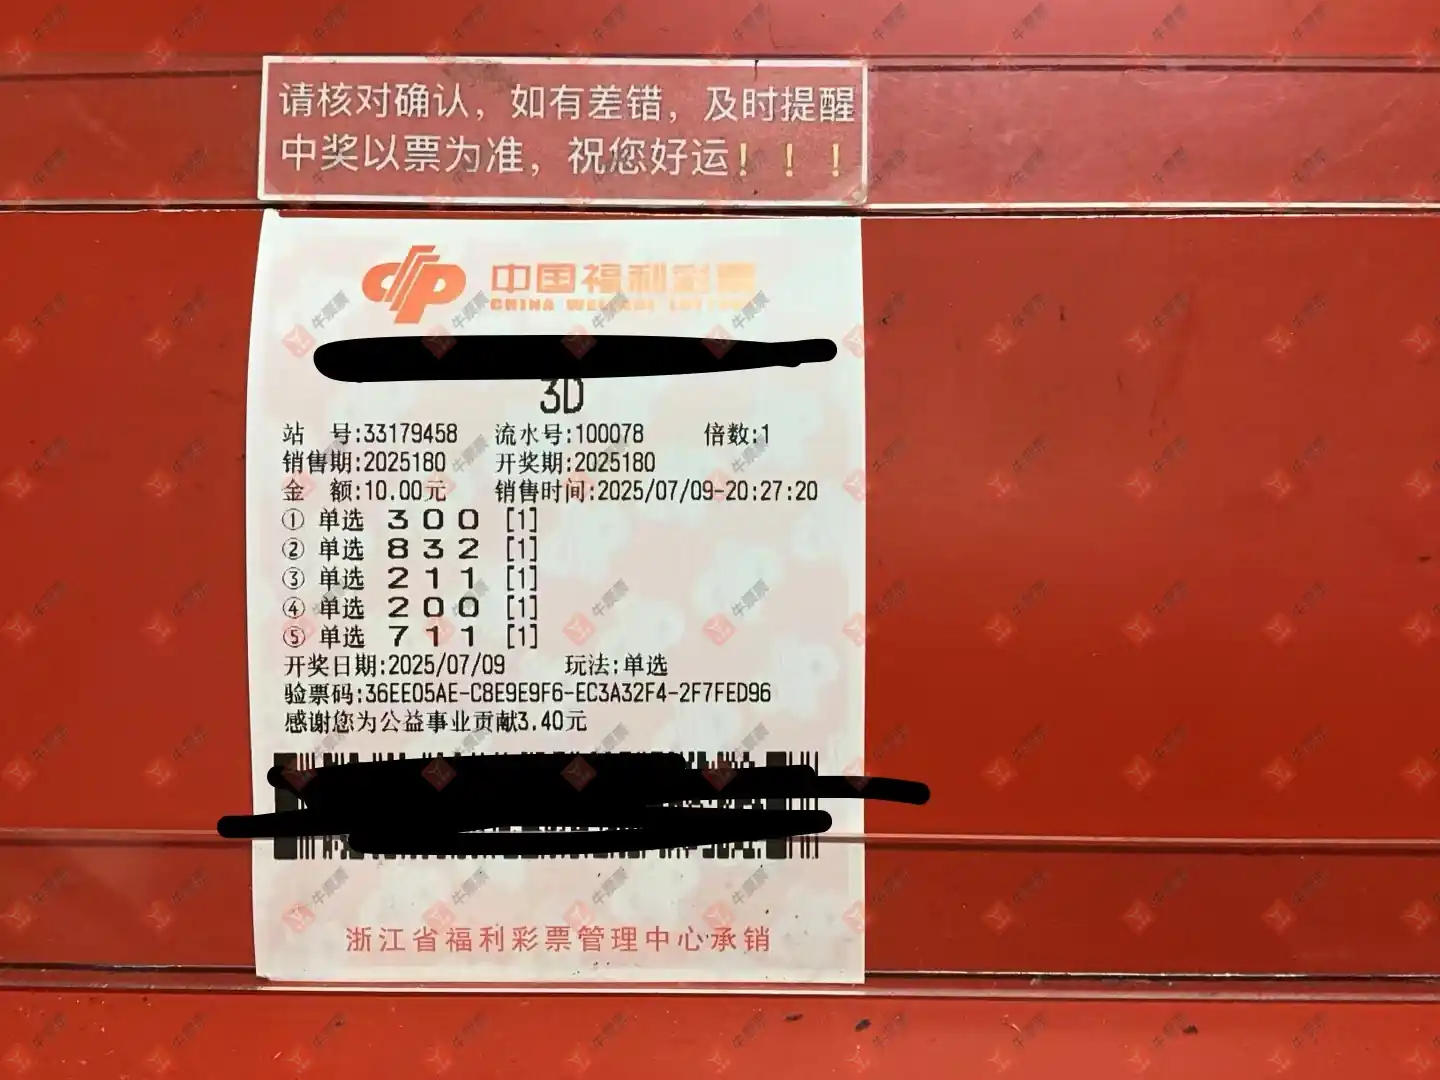 请核对确认，如有差错，及时提醒
中奖以票为准，祝您好运！！！
中国福利彩票
CHINA WELFARE LOTTERY
3D
站 号:33179458 流水号:100078 倍数:1
销售期:2025180 开奖期:2025180
金 额:10.00元 销售时间:2025/07/09-20:27:20
① 单选 3 0 0 [1]
② 单选 8 3 2 [1]
③ 单选 2 1 1 [1]
④ 单选 2 0 0 [1]
⑤ 单选 7 1 1 [1]
开奖日期:2025/07/09 玩法:单选
验票码:36EE05AE-C8E9E9F6-EC3A32F4-2F7FED96
感谢您为公益事业贡献3.40元
浙江省福利彩票管理中心承销
牛票票